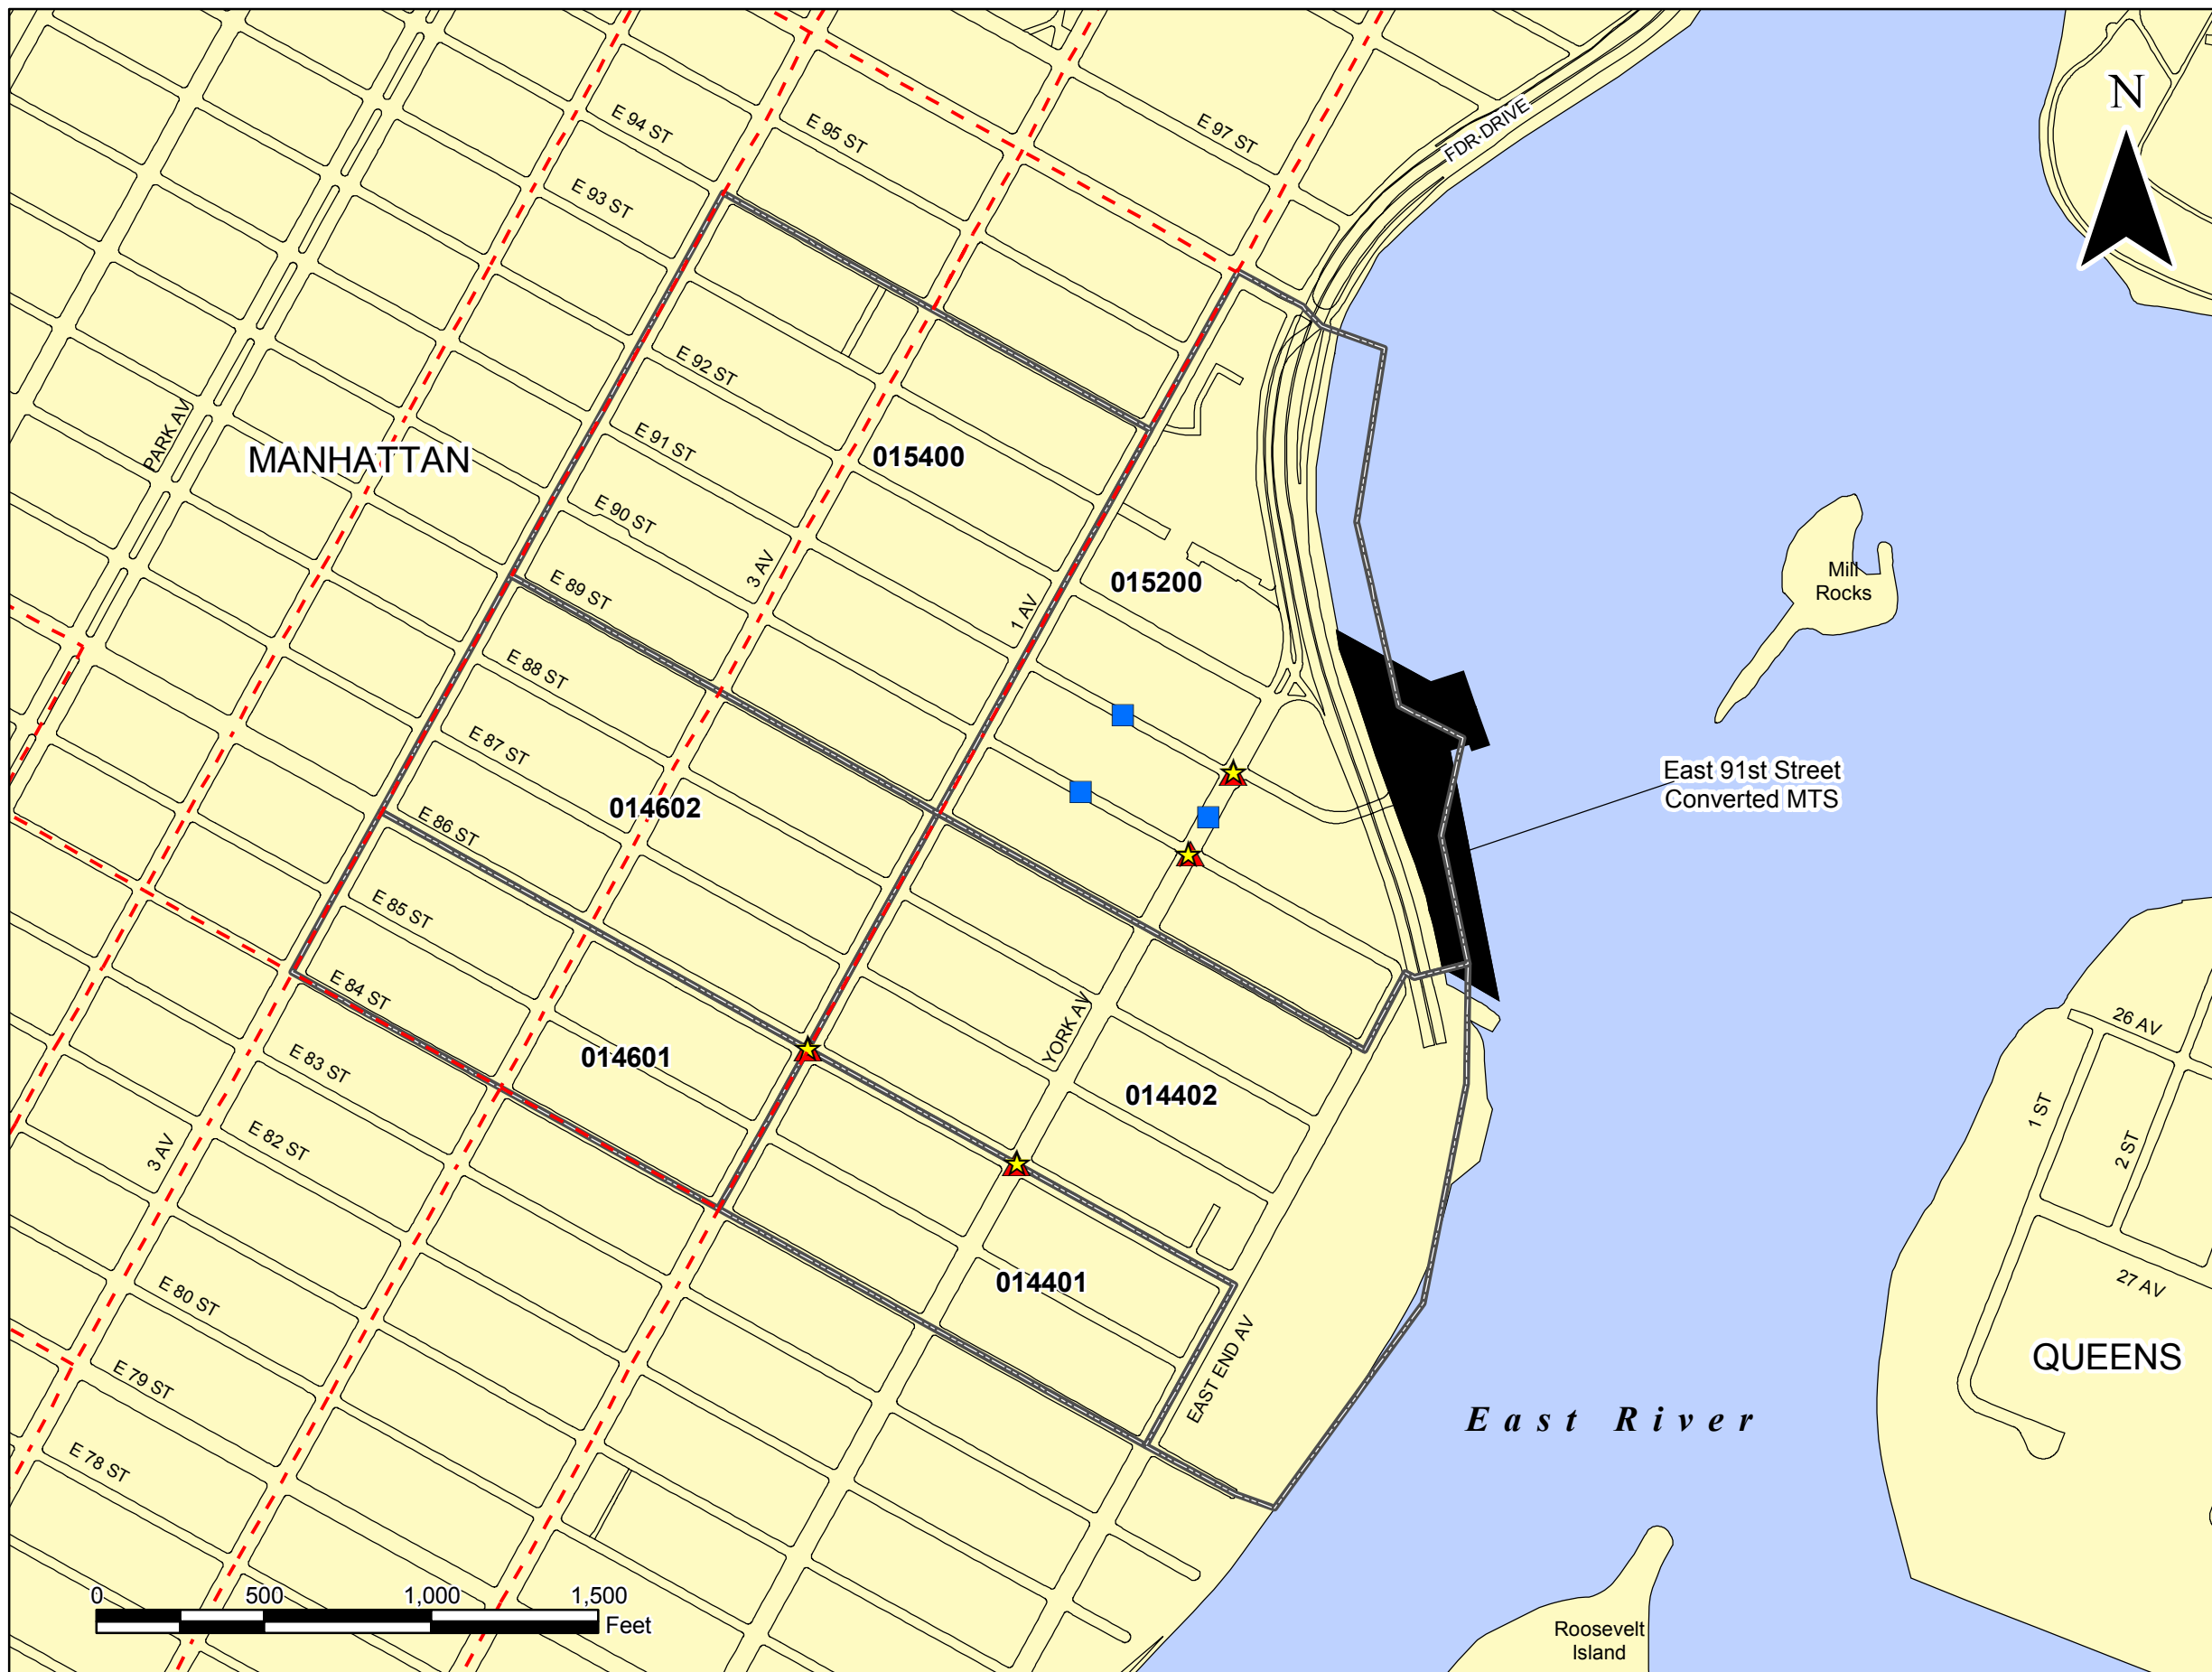 N
E 94 ST
E 95 ST
E 97 ST
FDR DRIVE
E 93 ST
PARK AV
MANHATTAN
E 92 ST
E 91 ST
015400
E 90 ST
3 AV
E 89 ST
1 AV
015200
Mill
Rocks
E 88 ST
E 87 ST
014602
E 86 ST
East 91st Street
Converted MTS
E 85 ST
E 84 ST
014601
YORK AV
014402
26 AV
1 ST
2 ST
E 83 ST
E 82 ST
3 AV
014401
27 AV
E 80 ST
EAST END AV
QUEENS
E 79 ST
East River
E 78 ST
0 500 1,000 1,500
Feet
Roosevelt
Island